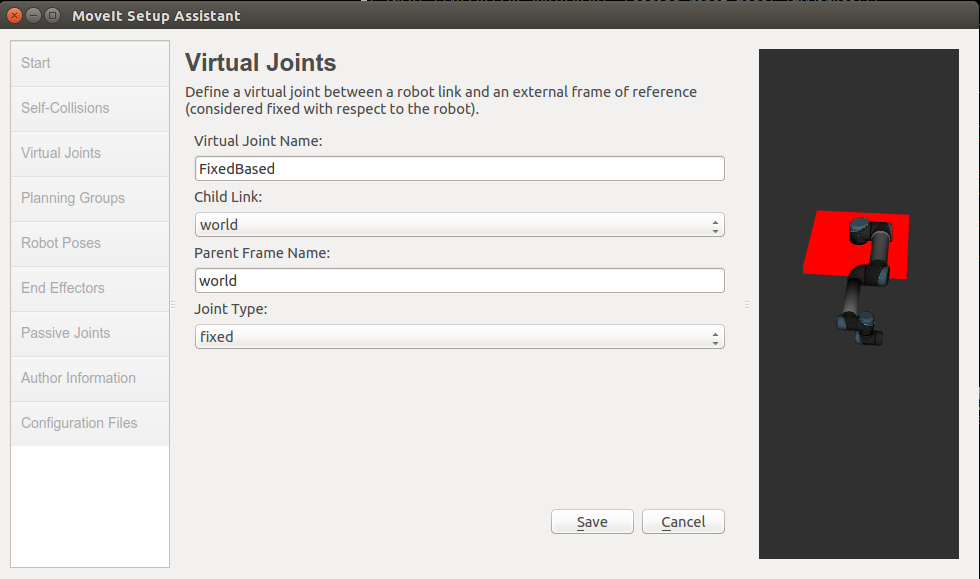 MoveIt Setup Assistant
Start
Self-Collisions
Virtual Joints
Planning Groups
Robot Poses
End Effectors
Passive Joints
Author Information
Configuration Files
Virtual Joints
Define a virtual joint between a robot link and an external frame of reference
(considered fixed with respect to the robot).
Virtual Joint Name:
FixedBased
Child Link:
world
Parent Frame Name:
world
Joint Type:
fixed
Save
Cancel